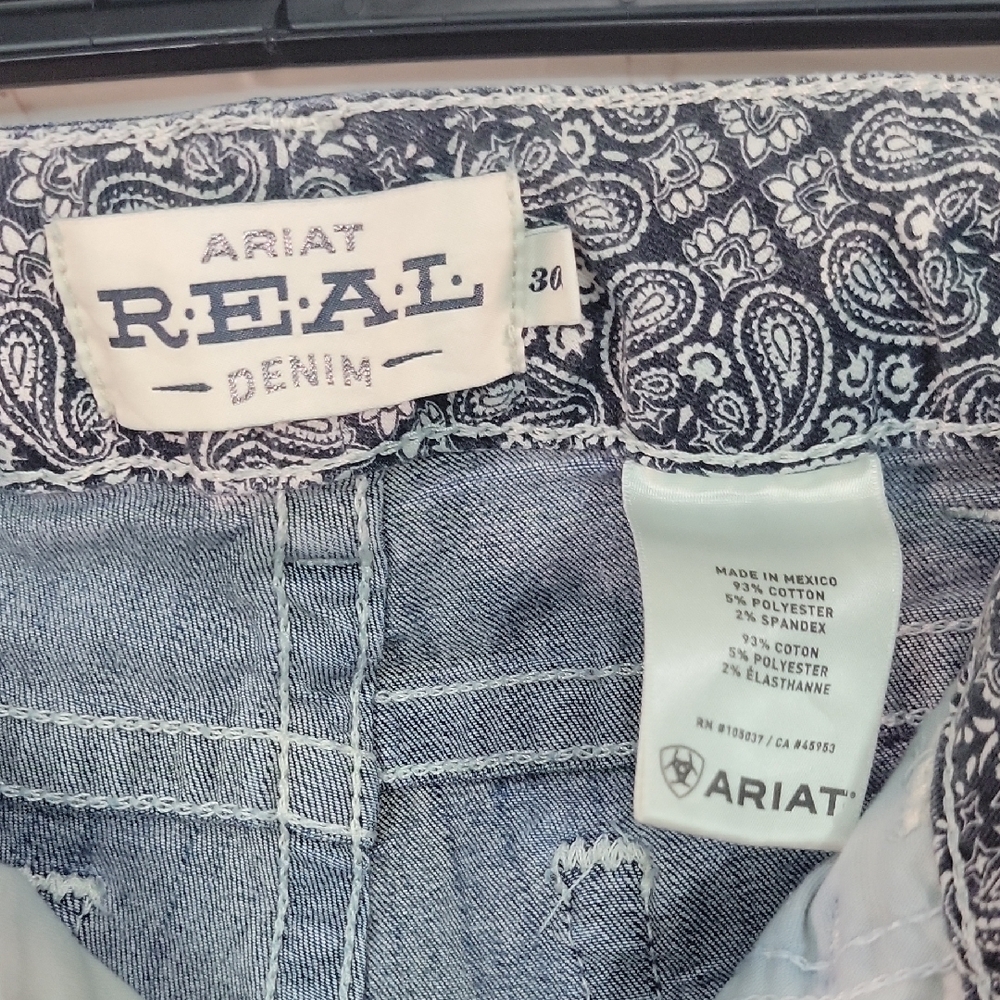 ARIAT
R·E·A·L·
DENIM
30
MADE IN MEXICO
93% COTTON
5% POLYESTER
2% SPANDEX
93% COTON
5% POLYESTER
2% ÉLASTHANNE
RN #105037 / CA #45953
ARIAT